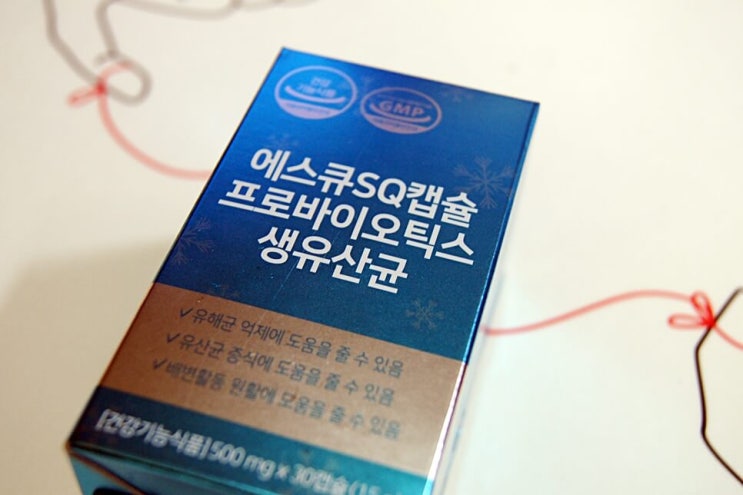 건강
기능식품
GMP
에스큐SQ캡슐
프로바이오틱스
생유산균
✓유해균 억제에 도움을 줄 수 있음
✓유산균 증식에 도움을 줄 수 있음
✓배변활동 원활에 도움을 줄 수 있음
[건강기능식품] 500 mg x 30캡슐 (15